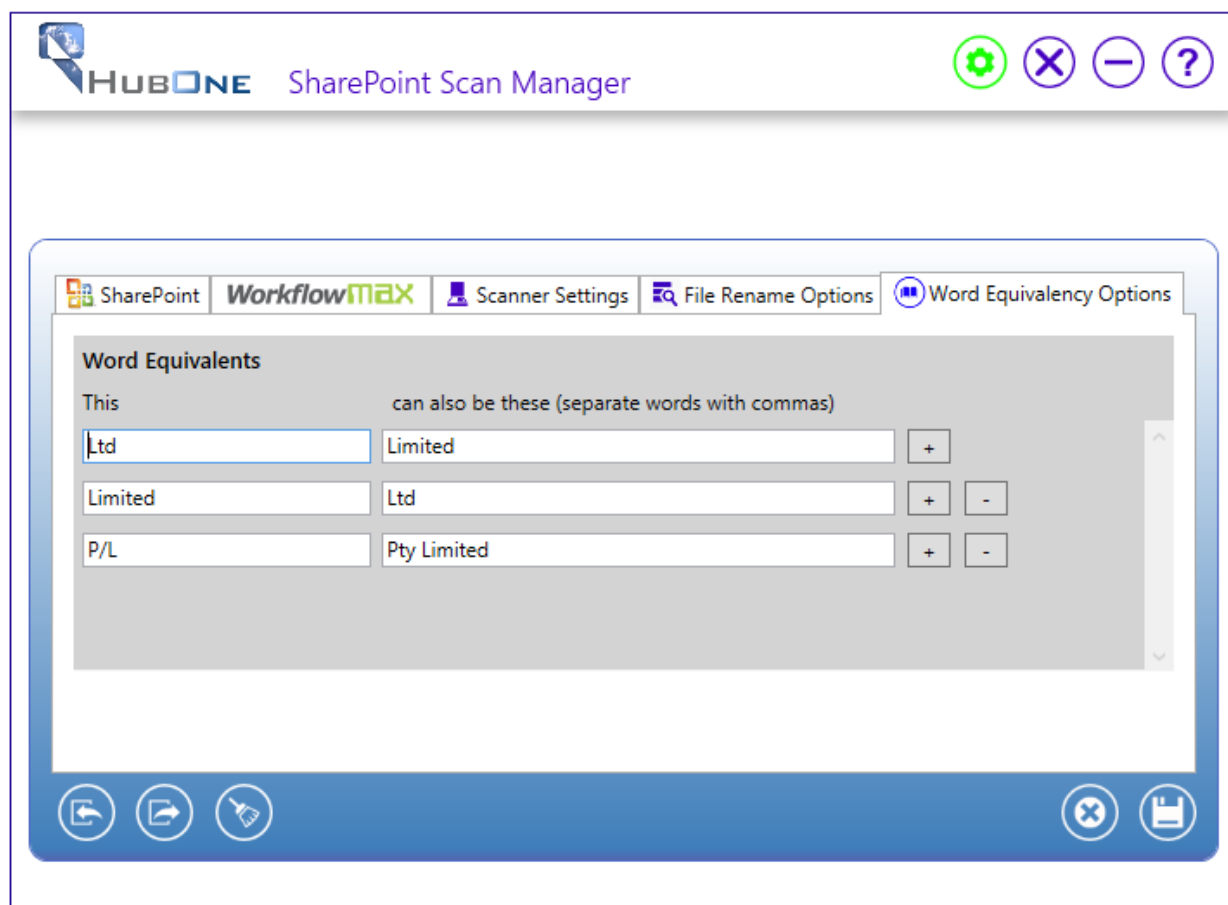 HUBONE SharePoint Scan Manager ?
SharePoint WorkflowMAX Scanner Settings File Rename Options Word Equivalency Options
Word Equivalents
This can also be these (separate words with commas)
Ltd Limited +
Limited Ltd + -
P/L Pty Limited + -